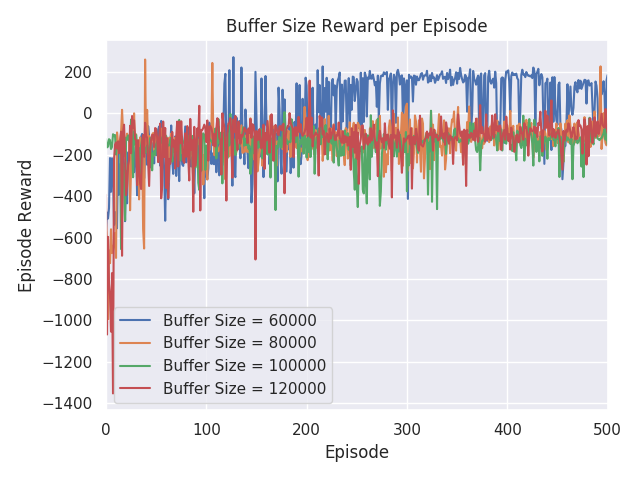 Buffer Size Reward per Episode
Episode Reward
200
0
−200
−400
−600
−800
−1000
−1200
−1400
Buffer Size = 60000
Buffer Size = 80000
Buffer Size = 100000
Buffer Size = 120000
0 100 200 300 400 500
Episode